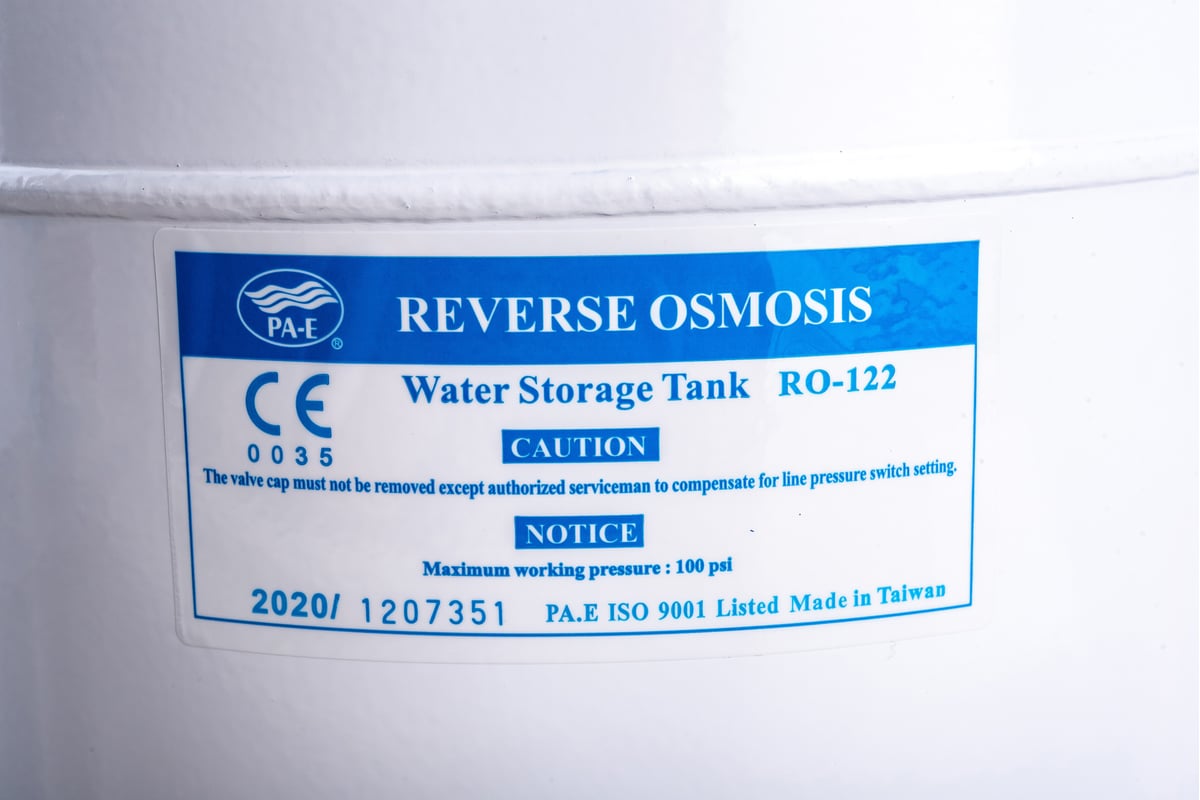 PA-E ®
REVERSE OSMOSIS
CE
0035
Water Storage Tank RO-122
CAUTION
The valve cap must not be removed except authorized serviceman to compensate for line pressure switch setting.
NOTICE
Maximum working pressure : 100 psi
2020/ 1207351 PA.E ISO 9001 Listed Made in Taiwan